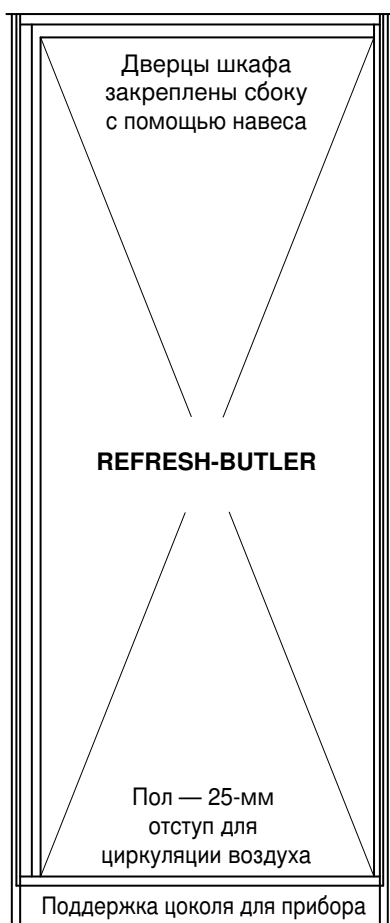 Дверцы шкафа
закреплены сбоку
с помощью навеса
REFRESH-BUTLER
Пол — 25-мм
отступ для
циркуляции воздуха
Поддержка цоколя для прибора